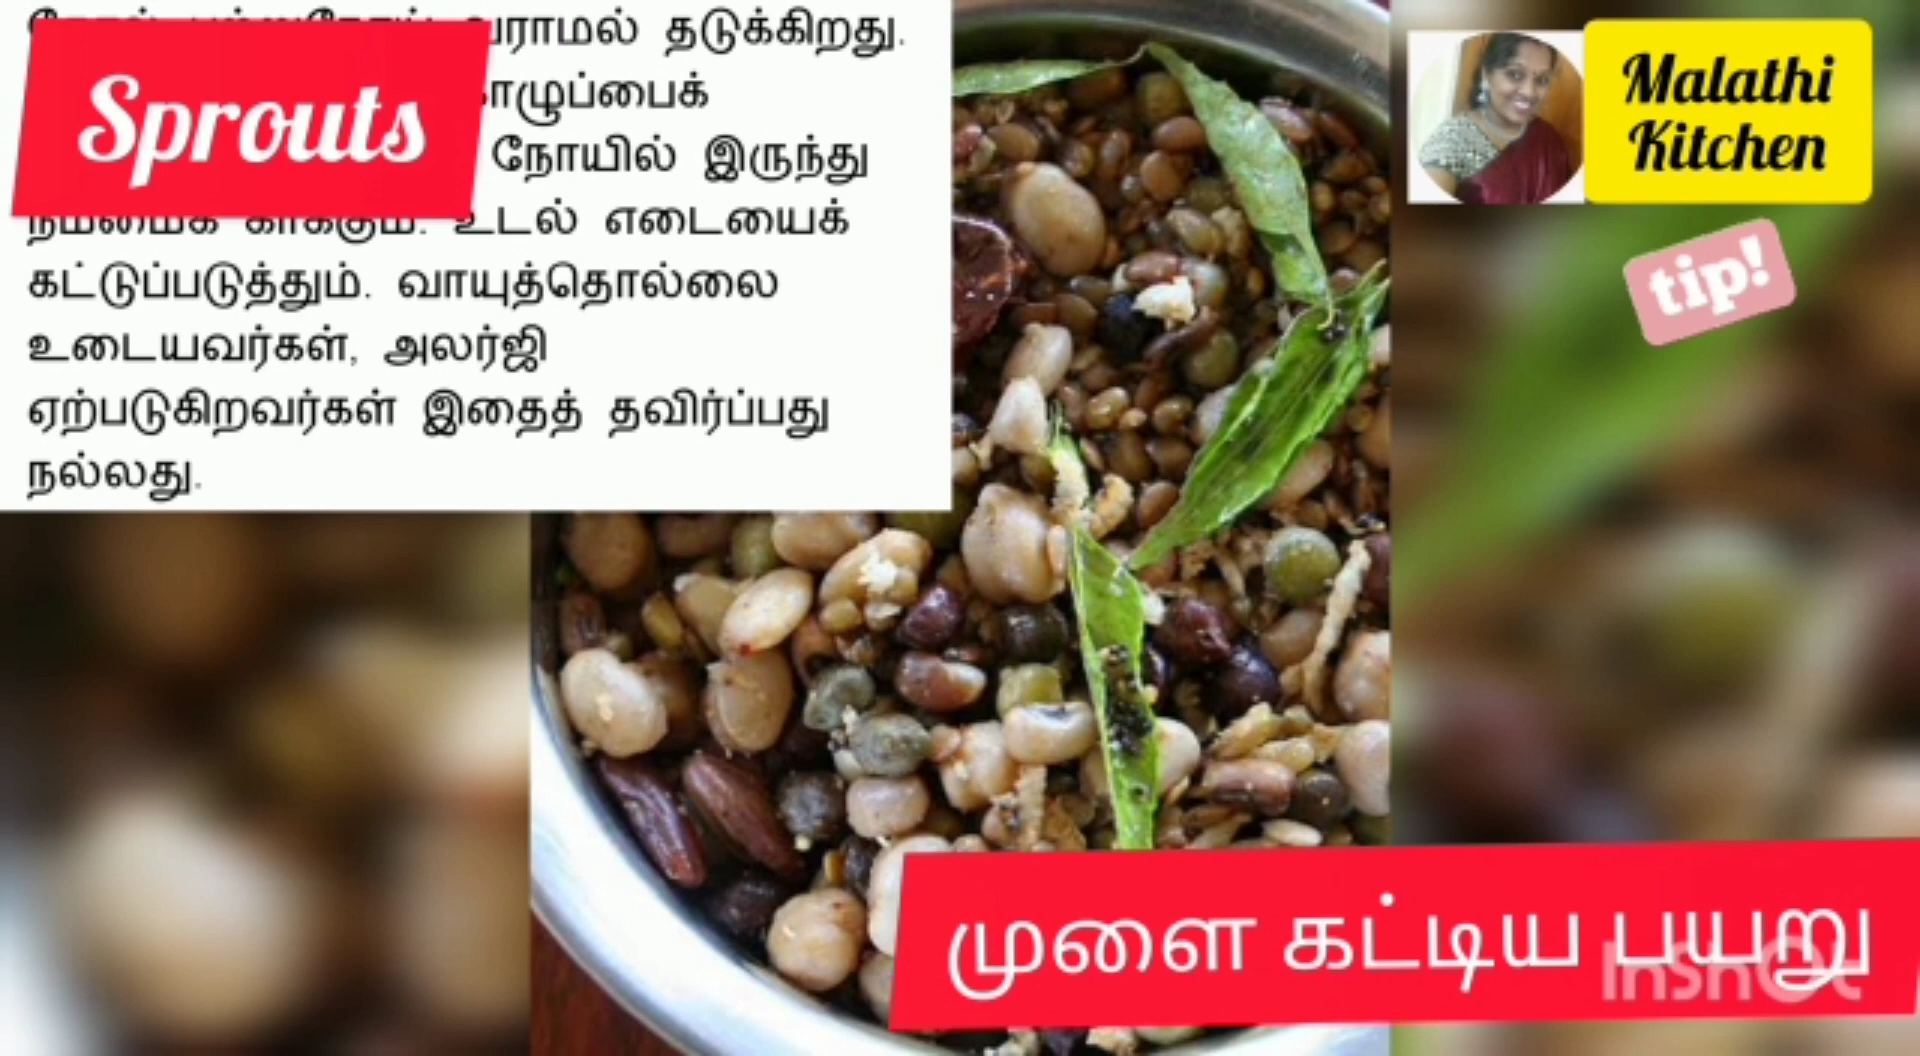 வராமல் தடுக்கிறது.
Sprouts
நோயில் இருந்து
நம்மைக் காக்கும். உடல் எடையைக்
கட்டுப்படுத்தும். வாயுத்தொல்லை
உடையவர்கள், அலர்ஜி
ஏற்படுகிறவர்கள் இதைத் தவிர்ப்பது
நல்லது.
Malathi
Kitchen
tip!
முளை கட்டிய பயறு
InShOt